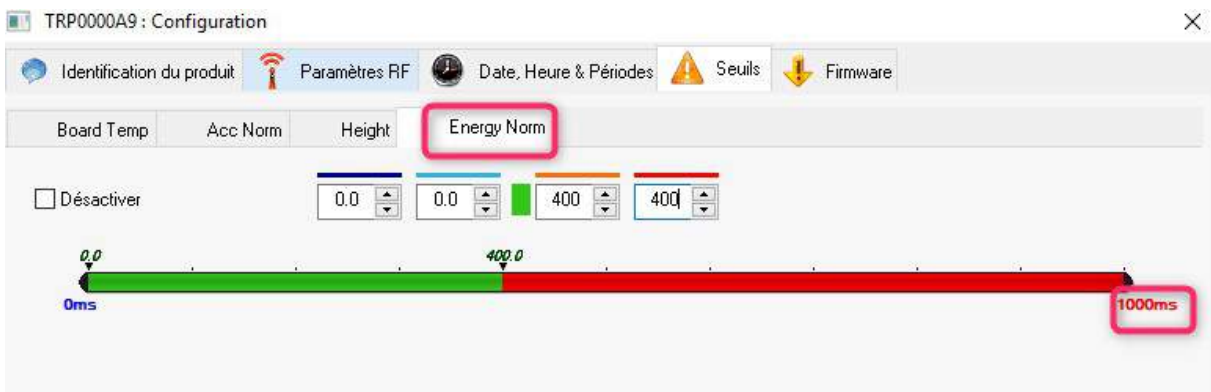 TRP0000A9 : Configuration
Identification du produit Paramètres RF Date, Heure & Périodes Seuils Firmware
Board Temp Acc Norm Height Energy Norm
Désactiver 0.0 0.0 400 400
0.0 400.0
0ms 1000ms